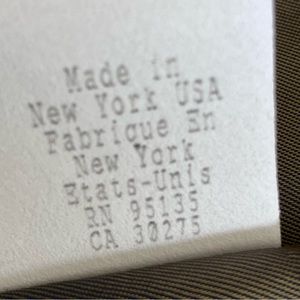 Made in
New York USA
Fabrique En
New York
Etats-Unis
RN 95135
CA 30275